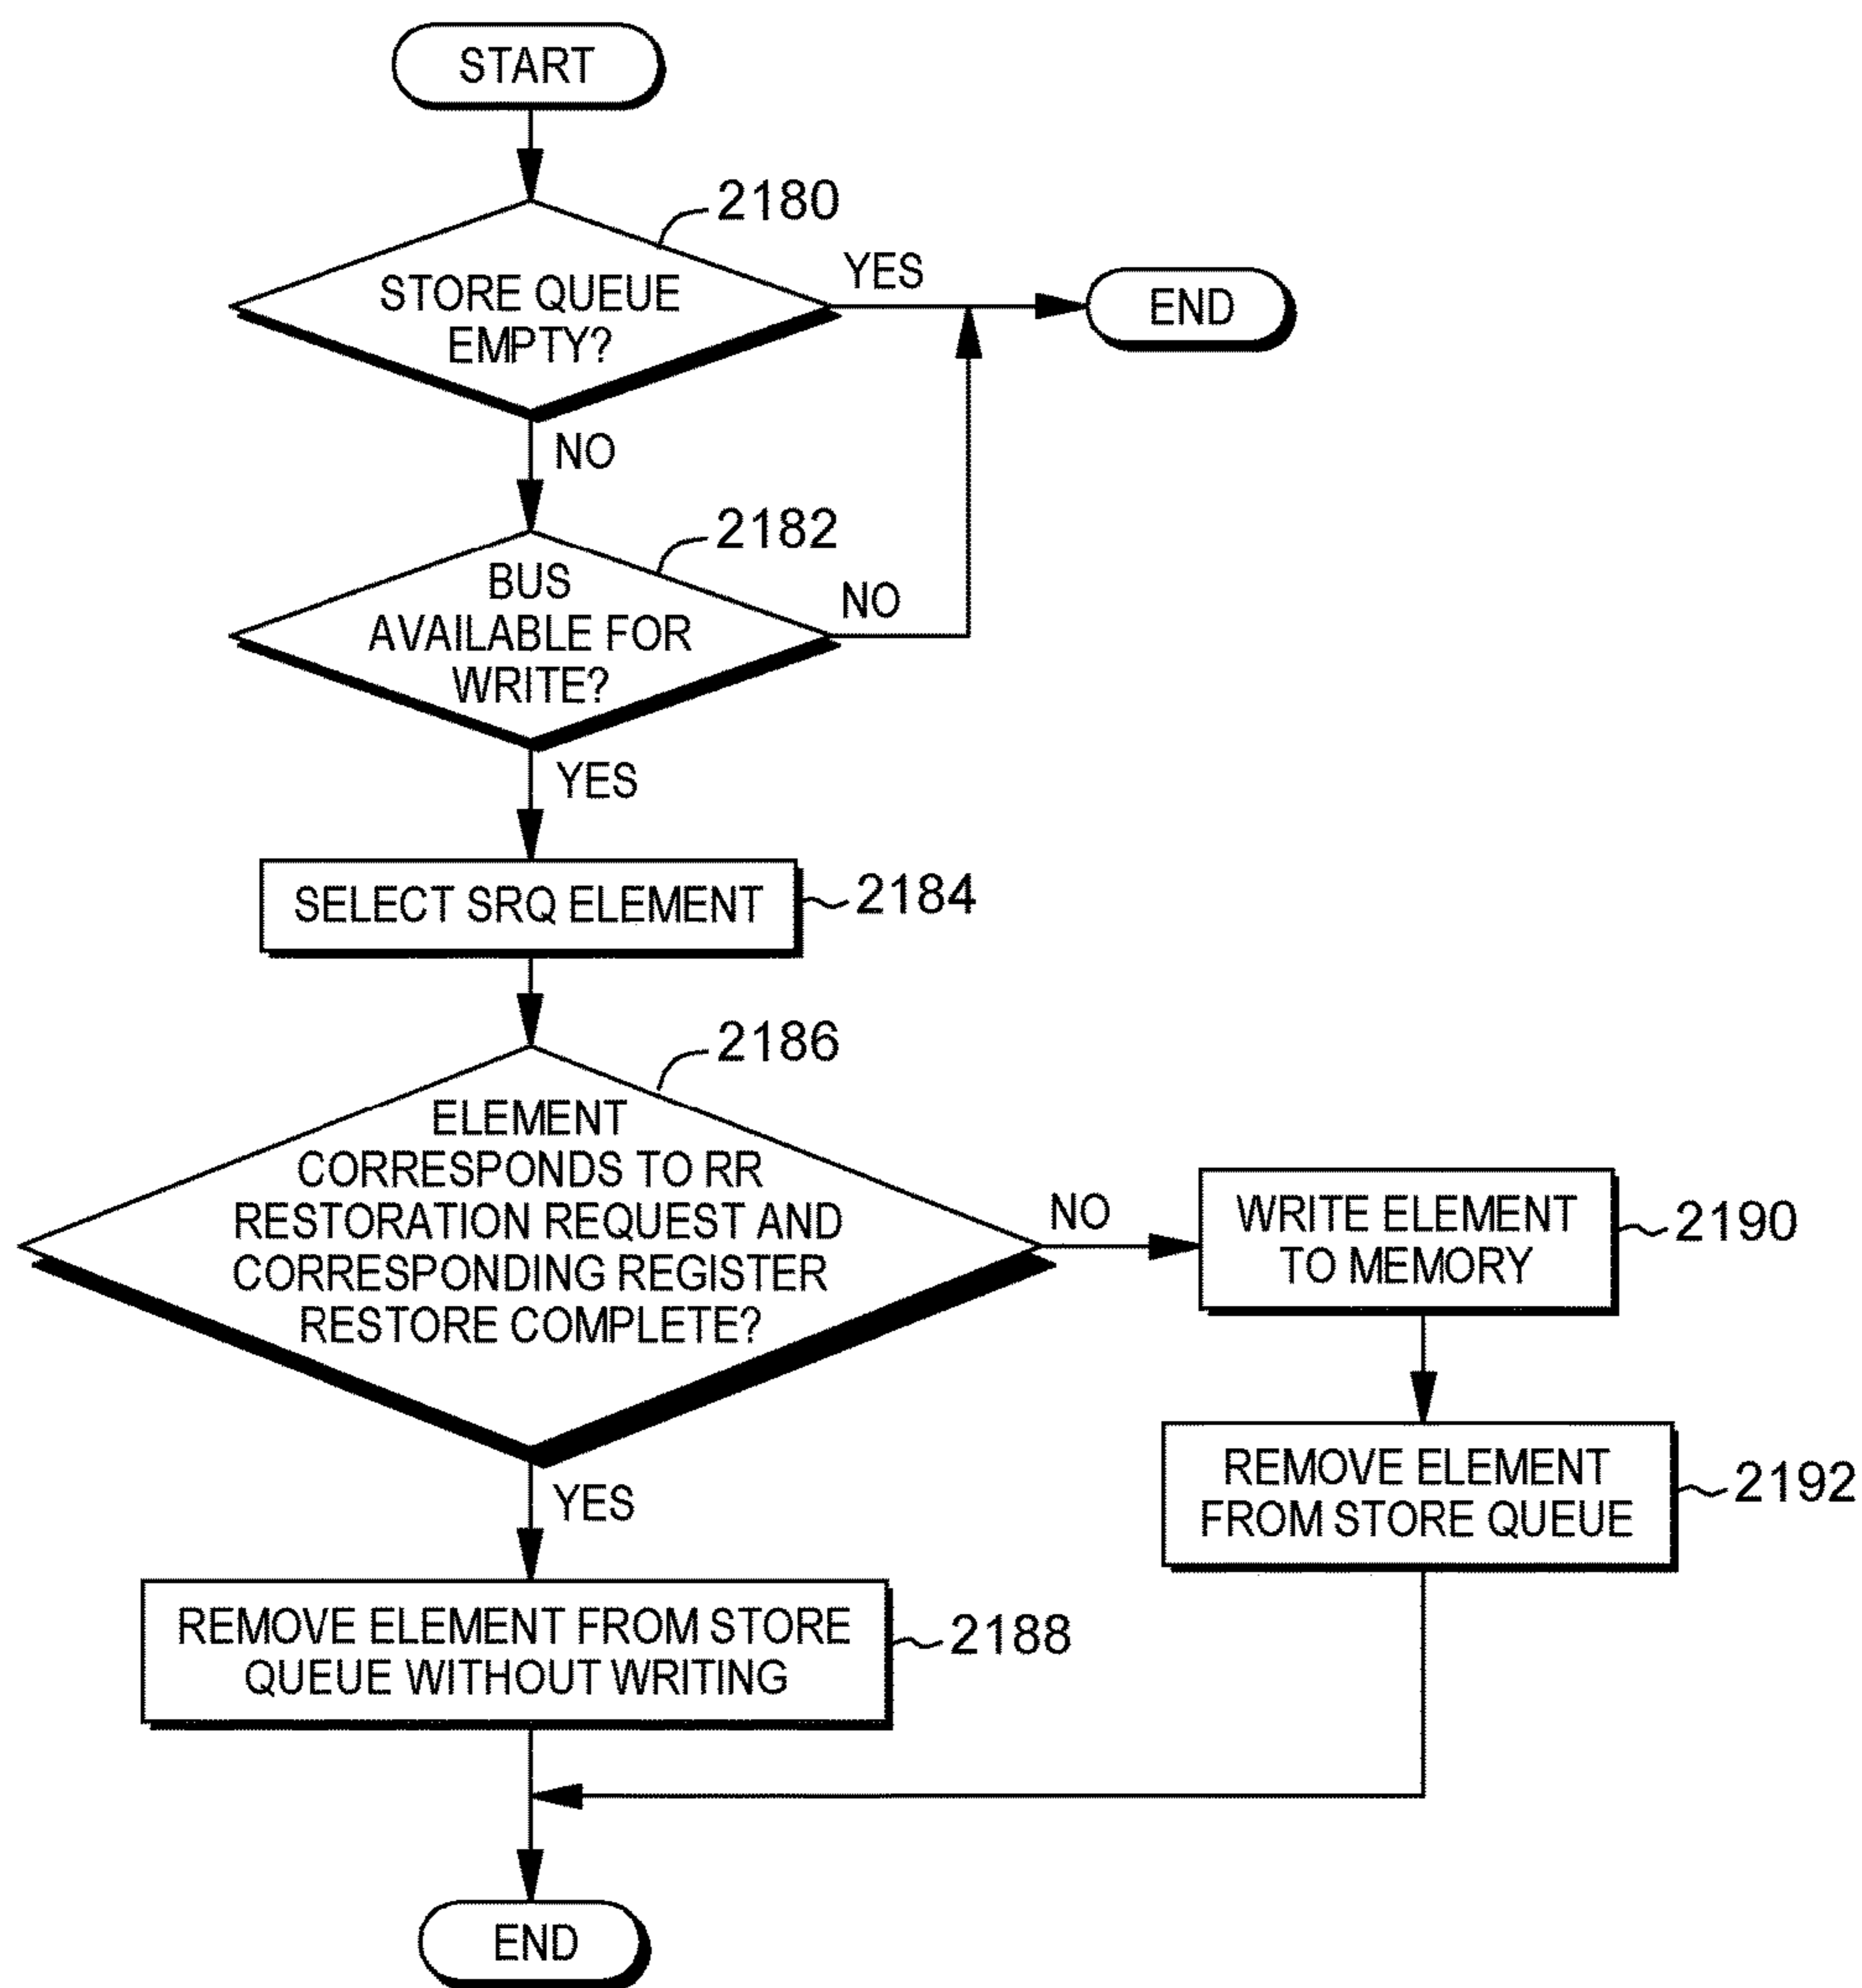 START
2180
STORE QUEUE
EMPTY?
YES
END
NO
2182
BUS
AVAILABLE FOR
WRITE?
NO
YES
SELECT SRQ ELEMENT
2184
2186
ELEMENT
CORRESPONDS TO RR
RESTORATION REQUEST AND
CORRESPONDING REGISTER
RESTORE COMPLETE?
NO
WRITE ELEMENT
TO MEMORY
2190
REMOVE ELEMENT
FROM STORE QUEUE
2192
YES
REMOVE ELEMENT FROM STORE
QUEUE WITHOUT WRITING
2188
END